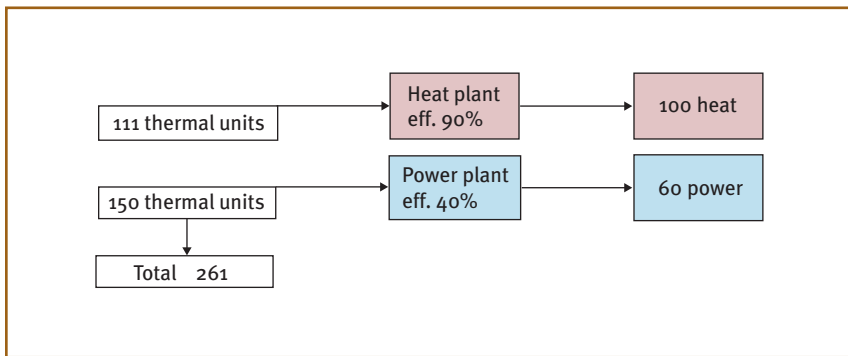 Heat plant
eff. 90%
100 heat
111 thermal units
Power plant
eff. 40%
60 power
150 thermal units
Total 261